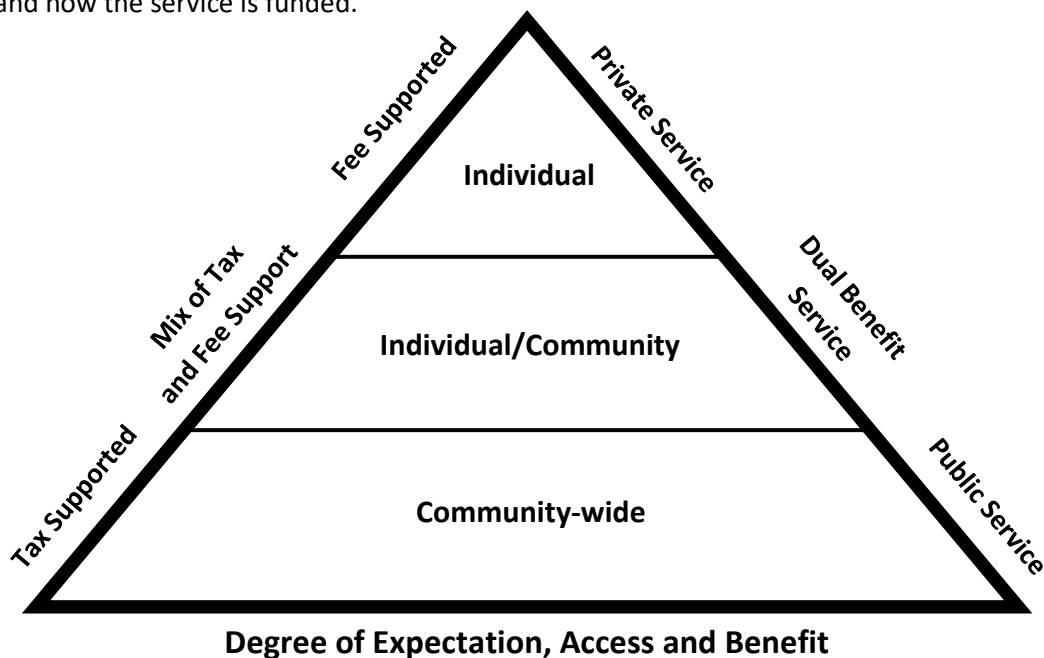 and how the service is funded.
Fee Supported
Private Service
Individual
Mix of Tax
and Fee Support
Dual Benefit
Service
Individual/Community
Tax Supported
Public Service
Community-wide
Degree of Expectation, Access and Benefit